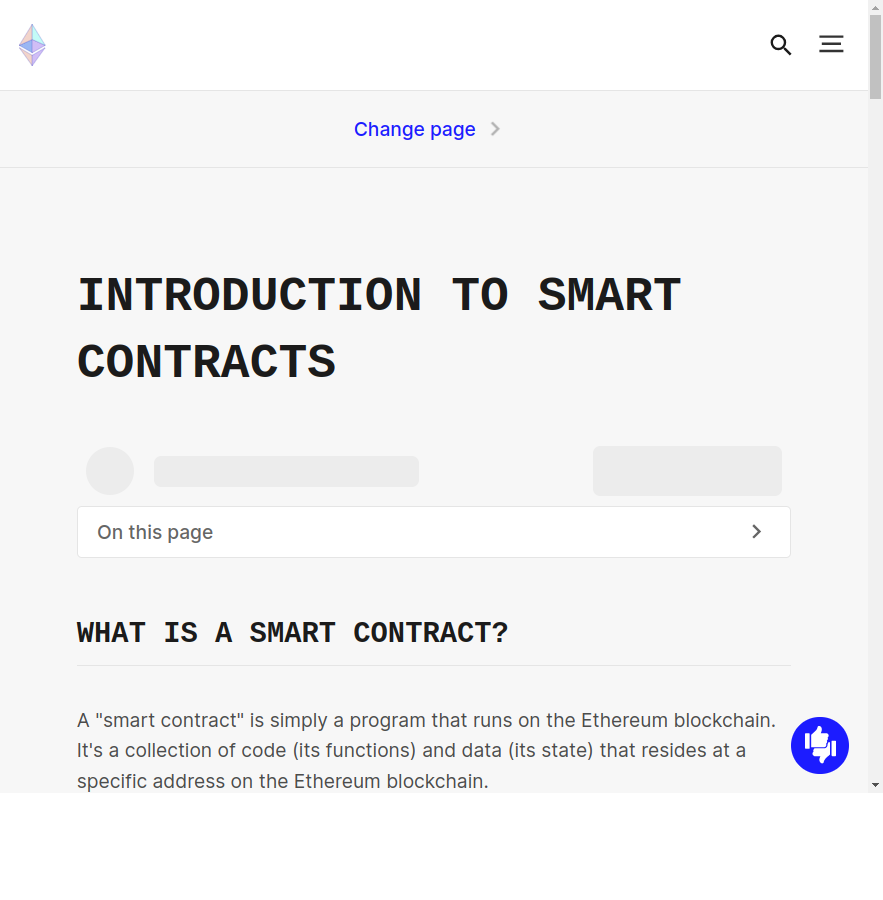 Change page
INTRODUCTION TO SMART
CONTRACTS
On this page
WHAT IS A SMART CONTRACT?
A "smart contract" is simply a program that runs on the Ethereum blockchain.
It's a collection of code (its functions) and data (its state) that resides at a
specific address on the Ethereum blockchain.